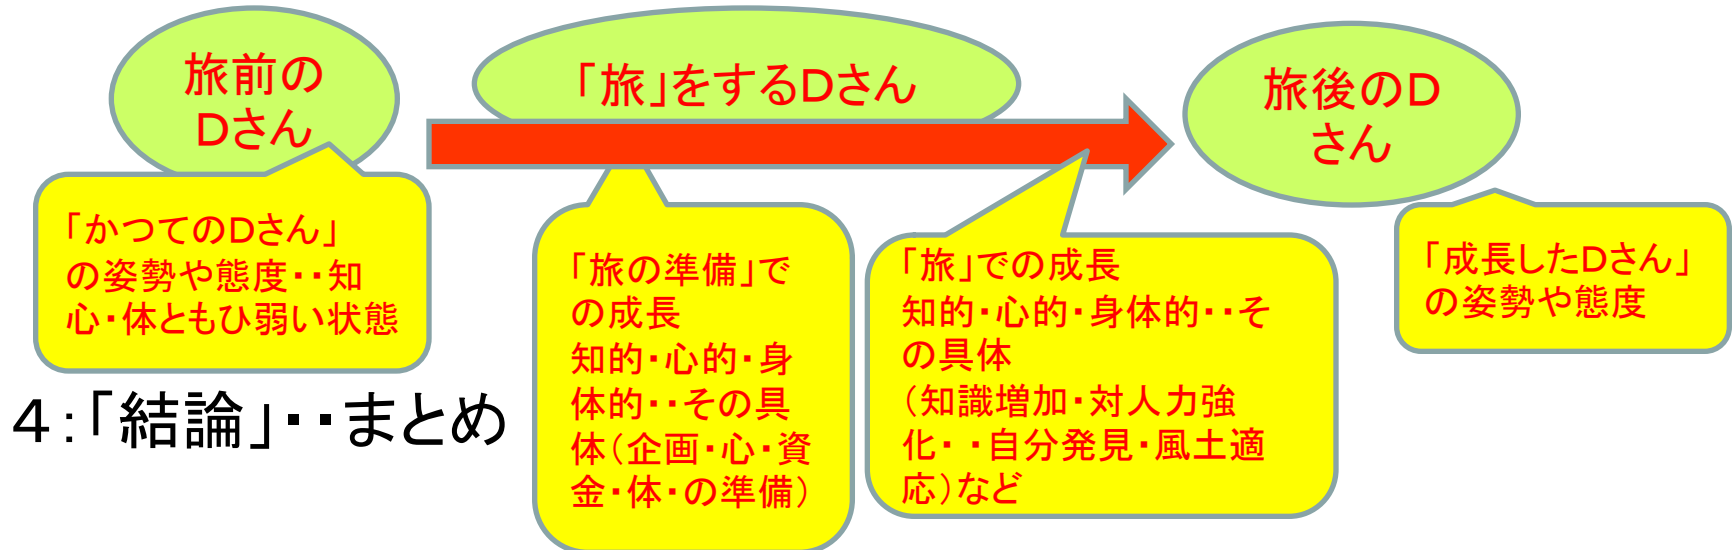 旅前の
Dさん
「旅」をするDさん
旅後のD
さん
「かつてのDさん」
の姿勢や態度・・知
心・体ともひ弱い状態
「旅の準備」で
の成長
知的・心的・身
体的・・その具
体(企画・心・資
金・体・の準備)
「旅」での成長
知的・心的・身体的・・そ
の具体
(知識増加・対人力強
化・・自分発見・風土適
応)など
「成長したDさん」
の姿勢や態度
4:「結論」・・まとめ